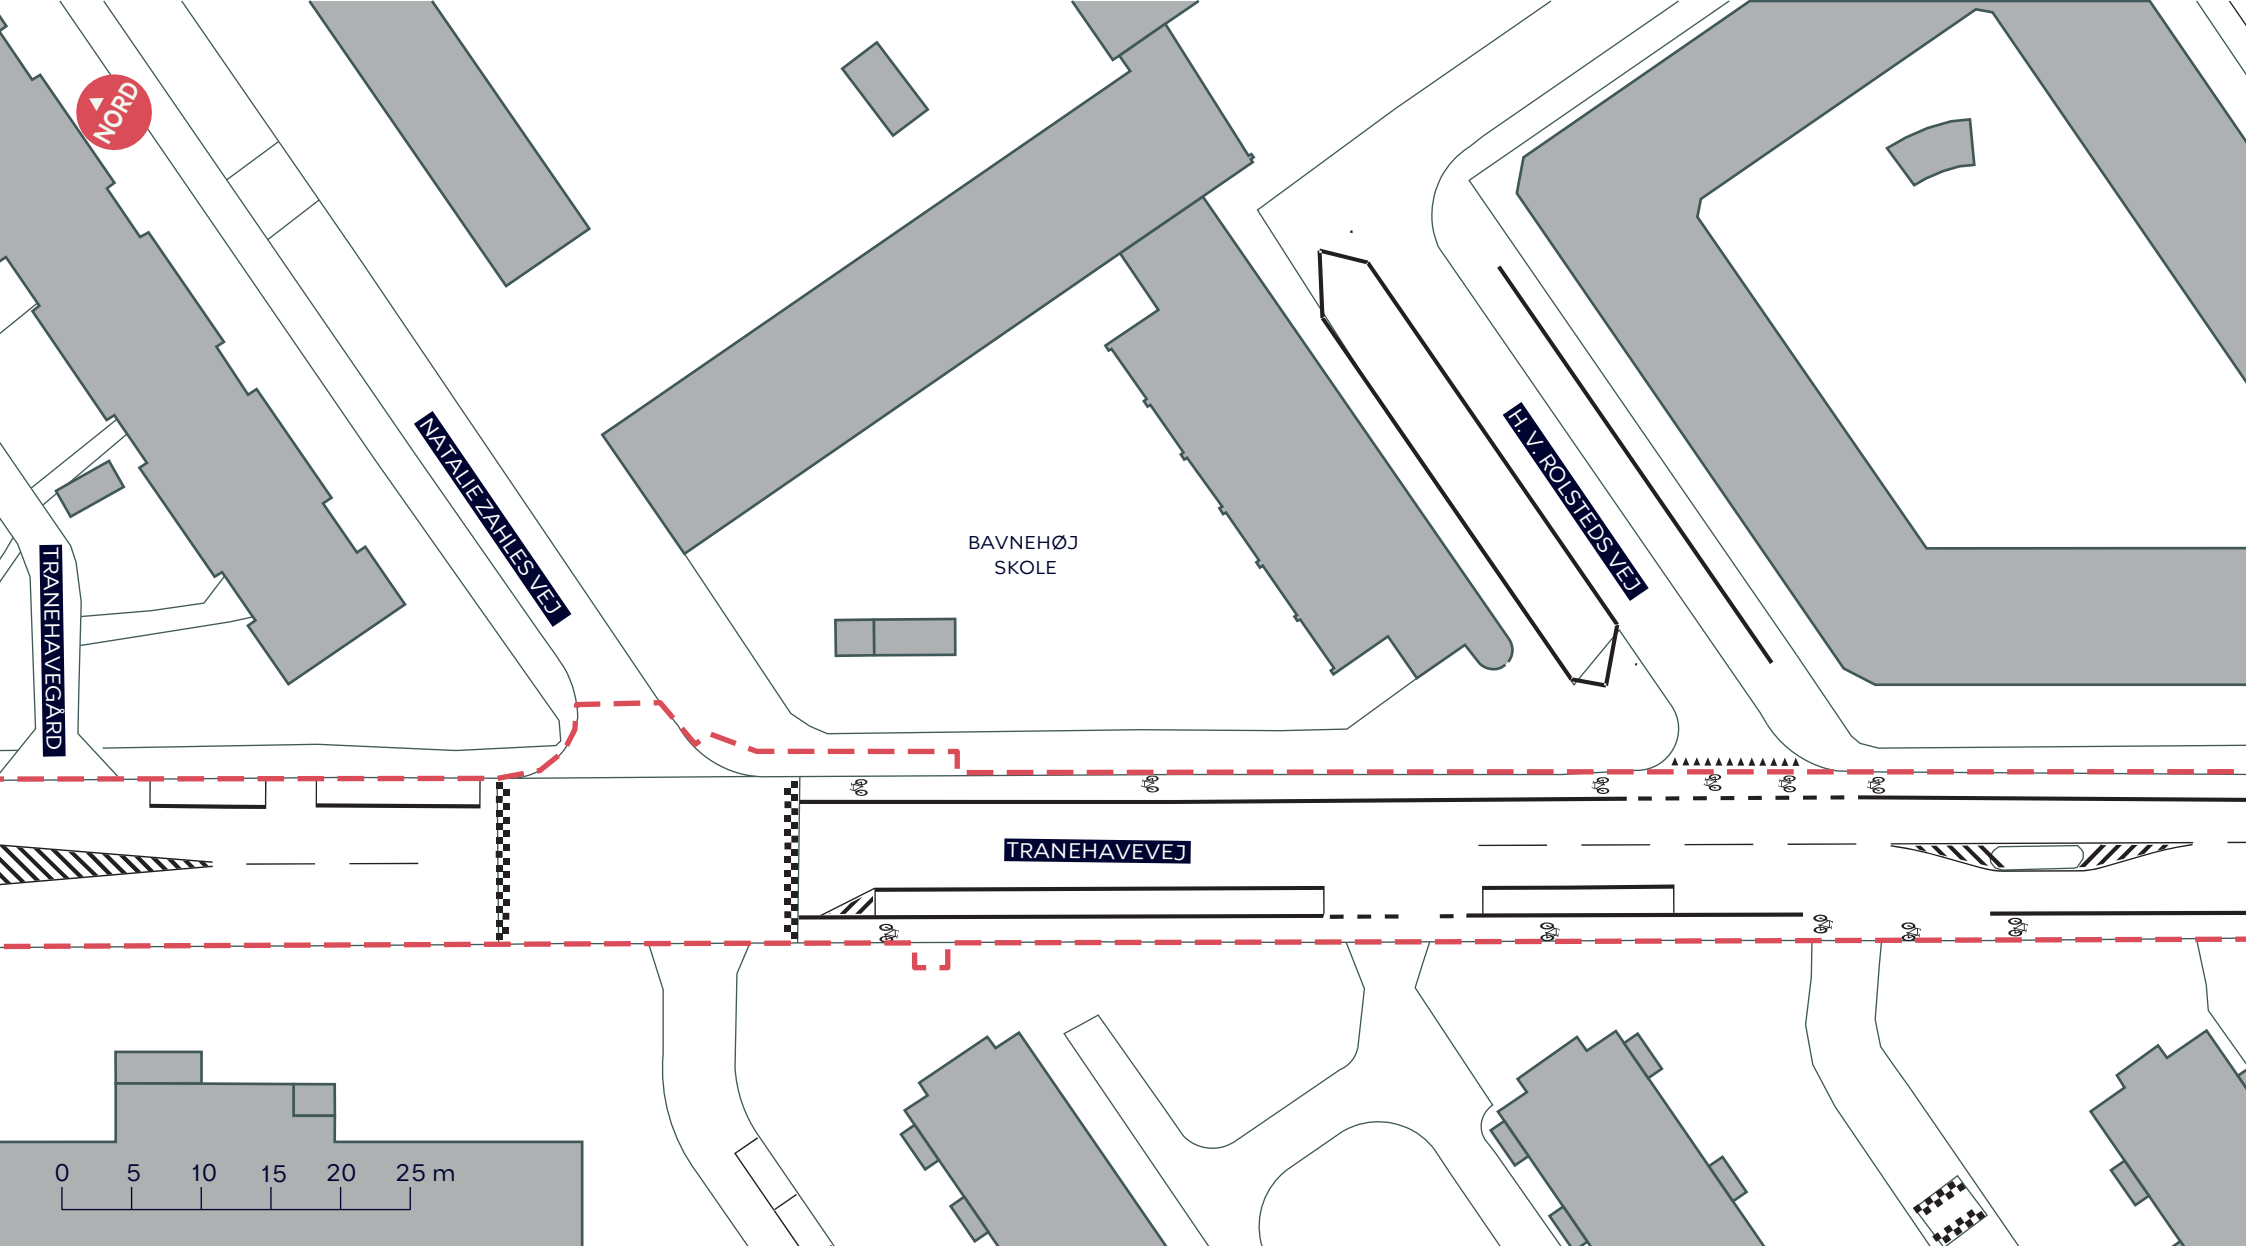 NORD
NATALIE ZAHLES VEJ
H. V. ROLSTEDS VEJ
BAVNEHØJ
SKOLE
TRANEHAVEGÅRD
TRANEHAVEVEJ
0 5 10 15 20 25 m